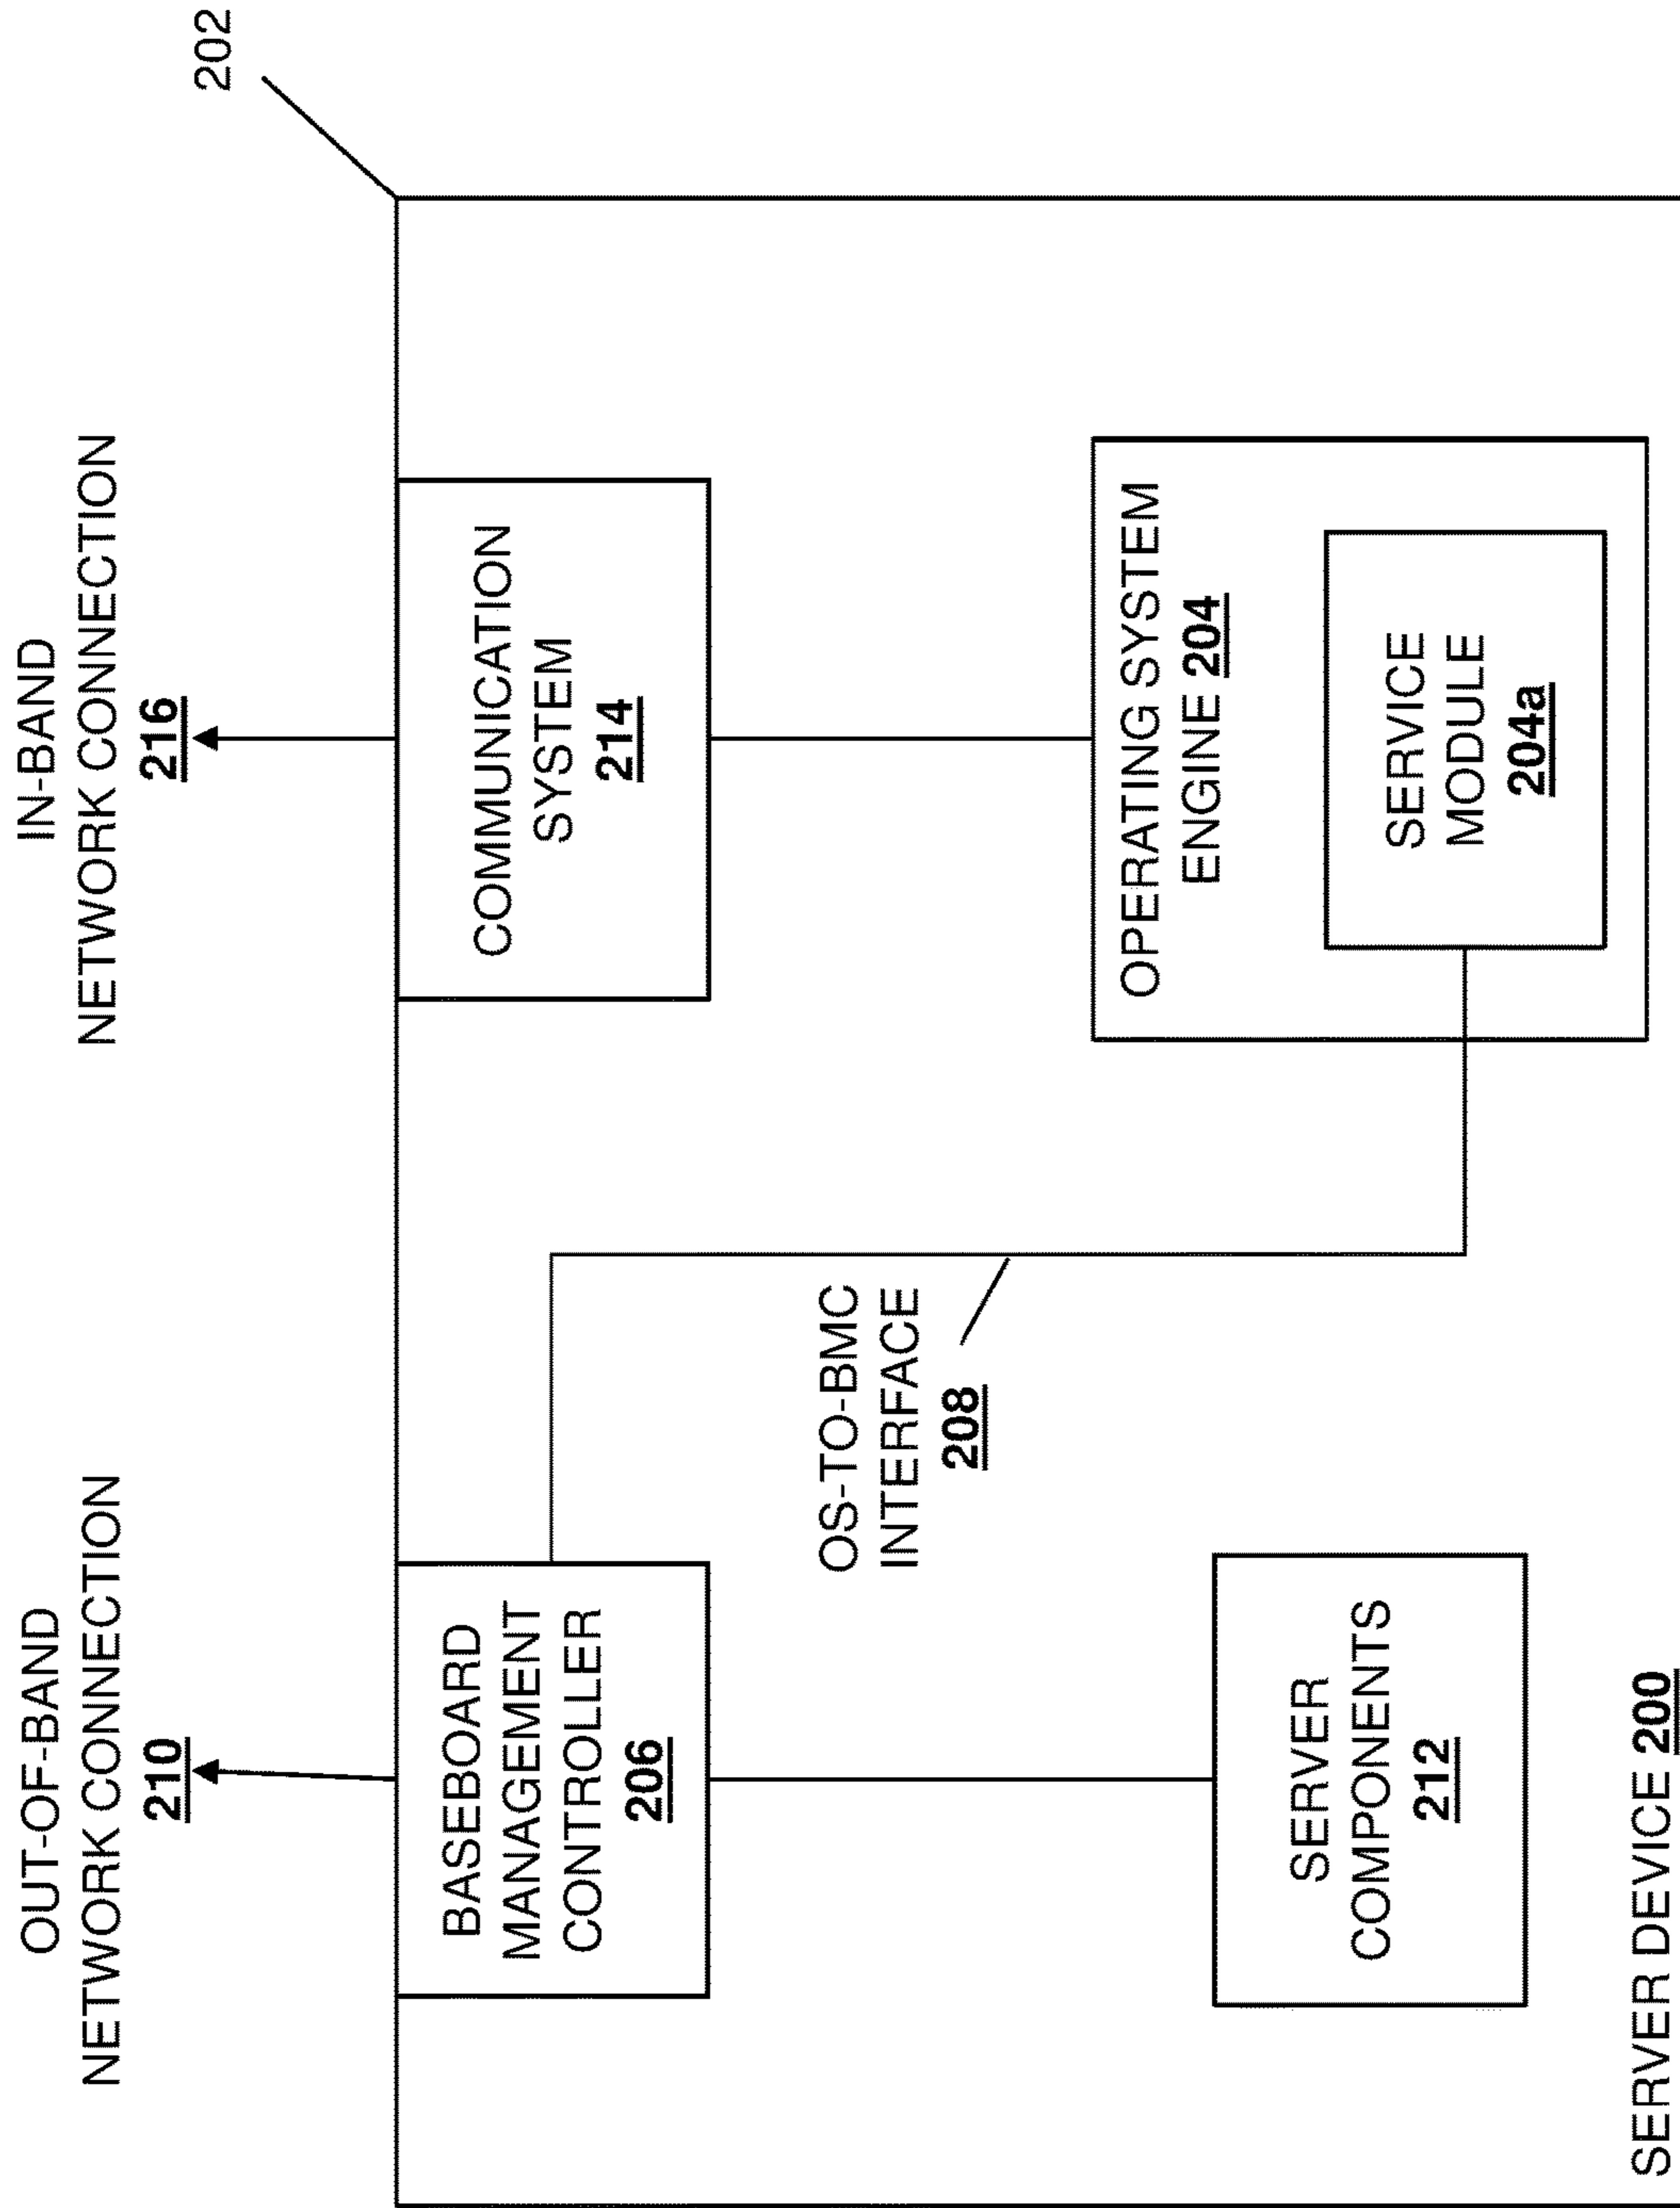 OUT-OF-BAND
NETWORK CONNECTION
210
IN-BAND
NETWORK CONNECTION
216
202
BASEBOARD
MANAGEMENT
CONTROLLER
206
COMMUNICATION
SYSTEM
214
OS-TO-BMC
INTERFACE
208
OPERATING SYSTEM
ENGINE 204
SERVICE
MODULE
204a
SERVER
COMPONENTS
212
SERVER DEVICE 200